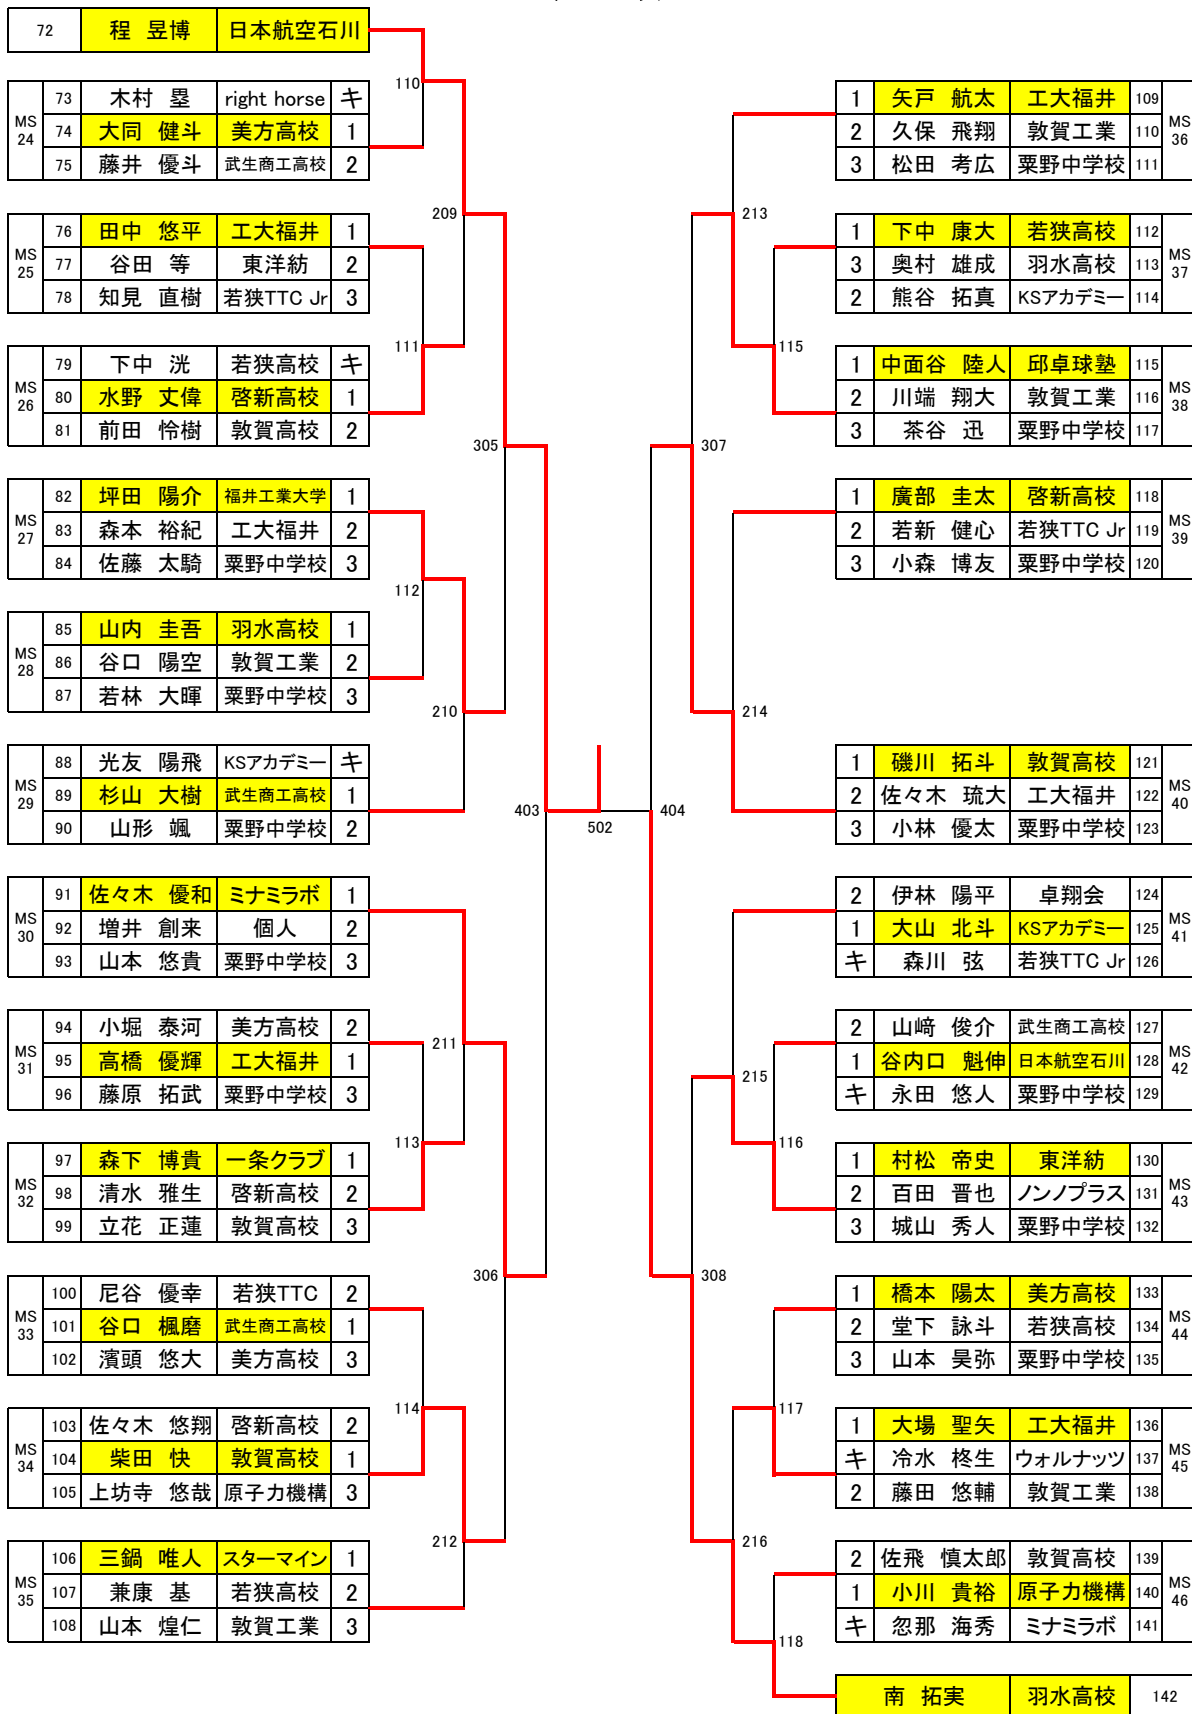 72 程 昱博 日本航空石川
110
MS 24
73 木村 塁 right horse キ
74 大同 健斗 美方高校 1
75 藤井 優斗 武生商工高校 2
209
MS 25
76 田中 悠平 工大福井 1
77 谷田 等 東洋紡 2
78 知見 直樹 若狭TTC Jr 3
111
MS 26
79 下中 洸 若狭高校 キ
80 水野 丈偉 啓新高校 1
81 前田 怜樹 敦賀高校 2
305
MS 27
82 坪田 陽介 福井工業大学 1
83 森本 裕紀 工大福井 2
84 佐藤 太騎 粟野中学校 3
112
MS 28
85 山内 圭吾 羽水高校 1
86 谷口 陽空 敦賀工業 2
87 若林 大暉 粟野中学校 3
210
MS 29
88 光友 陽飛 KSアカデミー キ
89 杉山 大樹 武生商工高校 1
90 山形 颯 粟野中学校 2
403
502
MS 30
91 佐々木 優和 ミナミラボ 1
92 増井 創来 個人 2
93 山本 悠貴 粟野中学校 3
211
MS 31
94 小堀 泰河 美方高校 2
95 高橋 優輝 工大福井 1
96 藤原 拓武 粟野中学校 3
113
MS 32
97 森下 博貴 一条クラブ 1
98 清水 雅生 啓新高校 2
99 立花 正蓮 敦賀高校 3
306
MS 33
100 尼谷 優幸 若狭TTC 2
101 谷口 楓磨 武生商工高校 1
102 濱頭 悠大 美方高校 3
114
MS 34
103 佐々木 悠翔 啓新高校 2
104 柴田 快 敦賀高校 1
105 上坊寺 悠哉 原子力機構 3
212
MS 35
106 三鍋 唯人 スターマイン 1
107 兼康 基 若狭高校 2
108 山本 煌仁 敦賀工業 3
1 矢戸 航太 工大福井 109
2 久保 飛翔 敦賀工業 110
3 松田 考広 粟野中学校 111
MS 36
213
1 下中 康大 若狭高校 112
3 奥村 雄成 羽水高校 113
2 熊谷 拓真 KSアカデミー 114
MS 37
115
1 中面谷 陸人 邱卓球塾 115
2 川端 翔大 敦賀工業 116
3 茶谷 迅 粟野中学校 117
MS 38
307
1 廣部 圭太 啓新高校 118
2 若新 健心 若狭TTC Jr 119
3 小森 博友 粟野中学校 120
MS 39
214
1 磯川 拓斗 敦賀高校 121
2 佐々木 琉大 工大福井 122
3 小林 優太 粟野中学校 123
MS 40
404
2 伊林 陽平 卓翔会 124
1 大山 北斗 KSアカデミー 125
キ 森川 弦 若狭TTC Jr 126
MS 41
215
2 山﨑 俊介 武生商工高校 127
1 谷内口 魁伸 日本航空石川 128
キ 永田 悠人 粟野中学校 129
MS 42
116
1 村松 帝史 東洋紡 130
2 百田 晋也 ノンノプラス 131
3 城山 秀人 粟野中学校 132
MS 43
308
1 橋本 陽太 美方高校 133
2 堂下 詠斗 若狭高校 134
3 山本 昊弥 粟野中学校 135
MS 44
117
1 大場 聖矢 工大福井 136
キ 冷水 柊生 ウォルナッツ 137
2 藤田 悠輔 敦賀工業 138
MS 45
216
2 佐飛 慎太郎 敦賀高校 139
1 小川 貴裕 原子力機構 140
キ 忽那 海秀 ミナミラボ 141
MS 46
118
南 拓実 羽水高校 142